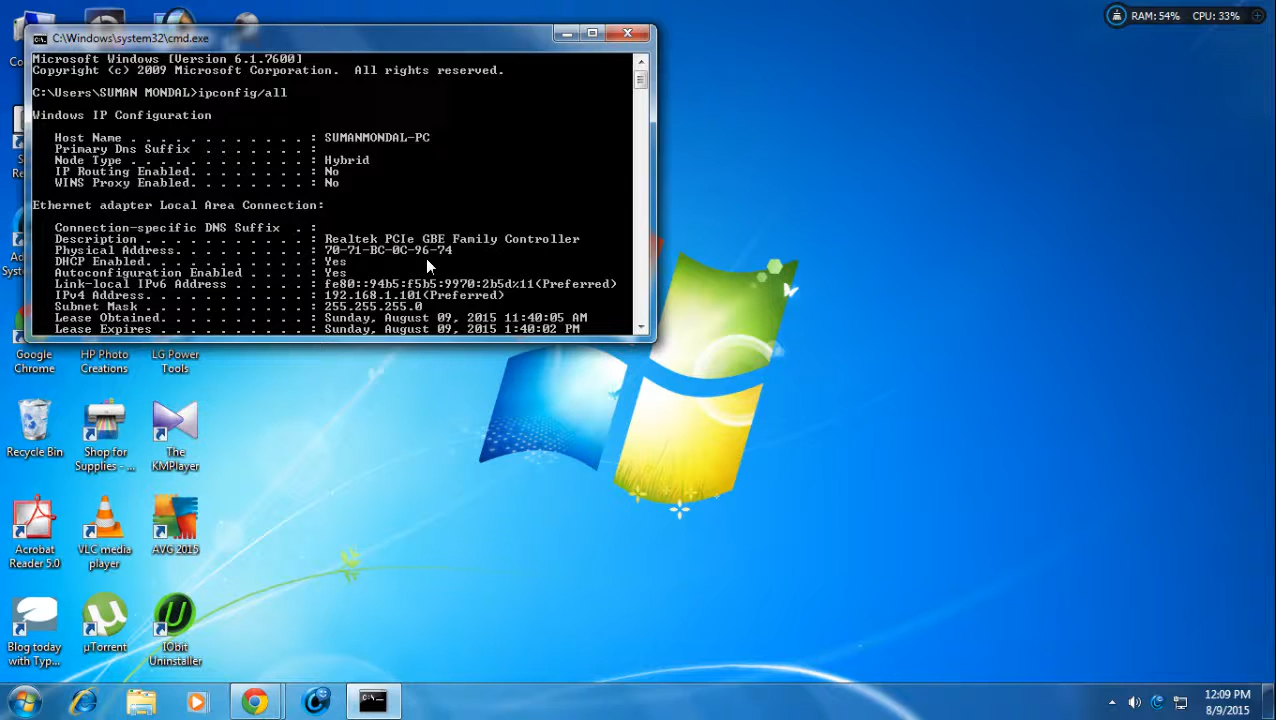 RAM: 54% CPU: 33%
C:\Windows\system32\cmd.exe
Microsoft Windows [Version 6.1.7600]
Copyright (c) 2009 Microsoft Corporation. All rights reserved.
C:\Users\SUMAN MONDAL>ipconfig/all
Windows IP Configuration
Host Name . . . . . . . . . . . . : SUMANMONDAL-PC
Primary Dns Suffix . . . . . . . :
Node Type . . . . . . . . . . . . : Hybrid
IP Routing Enabled. . . . . . . . : No
WINS Proxy Enabled. . . . . . . . : No
Ethernet adapter Local Area Connection:
Connection-specific DNS Suffix . :
Description . . . . . . . . . . . : Realtek PCIe GBE Family Controller
Physical Address. . . . . . . . . : 70-71-BC-0C-96-74
DHCP Enabled. . . . . . . . . . . : Yes
Autoconfiguration Enabled . . . . : Yes
Link-local IPv6 Address . . . . . : fe80::94b5:f5b5:9970:2b5d%11(Preferred)
IPv4 Address. . . . . . . . . . . : 192.168.1.101(Preferred)
Subnet Mask . . . . . . . . . . . : 255.255.255.0
Lease Obtained. . . . . . . . . . : Sunday, August 09, 2015 11:40:05 AM
Lease Expires . . . . . . . . . . : Sunday, August 09, 2015 1:40:02 PM
Google
Chrome
HP Photo
Creations
LG Power
Tools
Recycle Bin
Shop for
Supplies - ...
The
KMPlayer
Acrobat
Reader 5.0
VLC media
player
AVG 2015
Blog today
with Typ...
µTorrent
IObit
Uninstaller
12:09 PM
8/9/2015